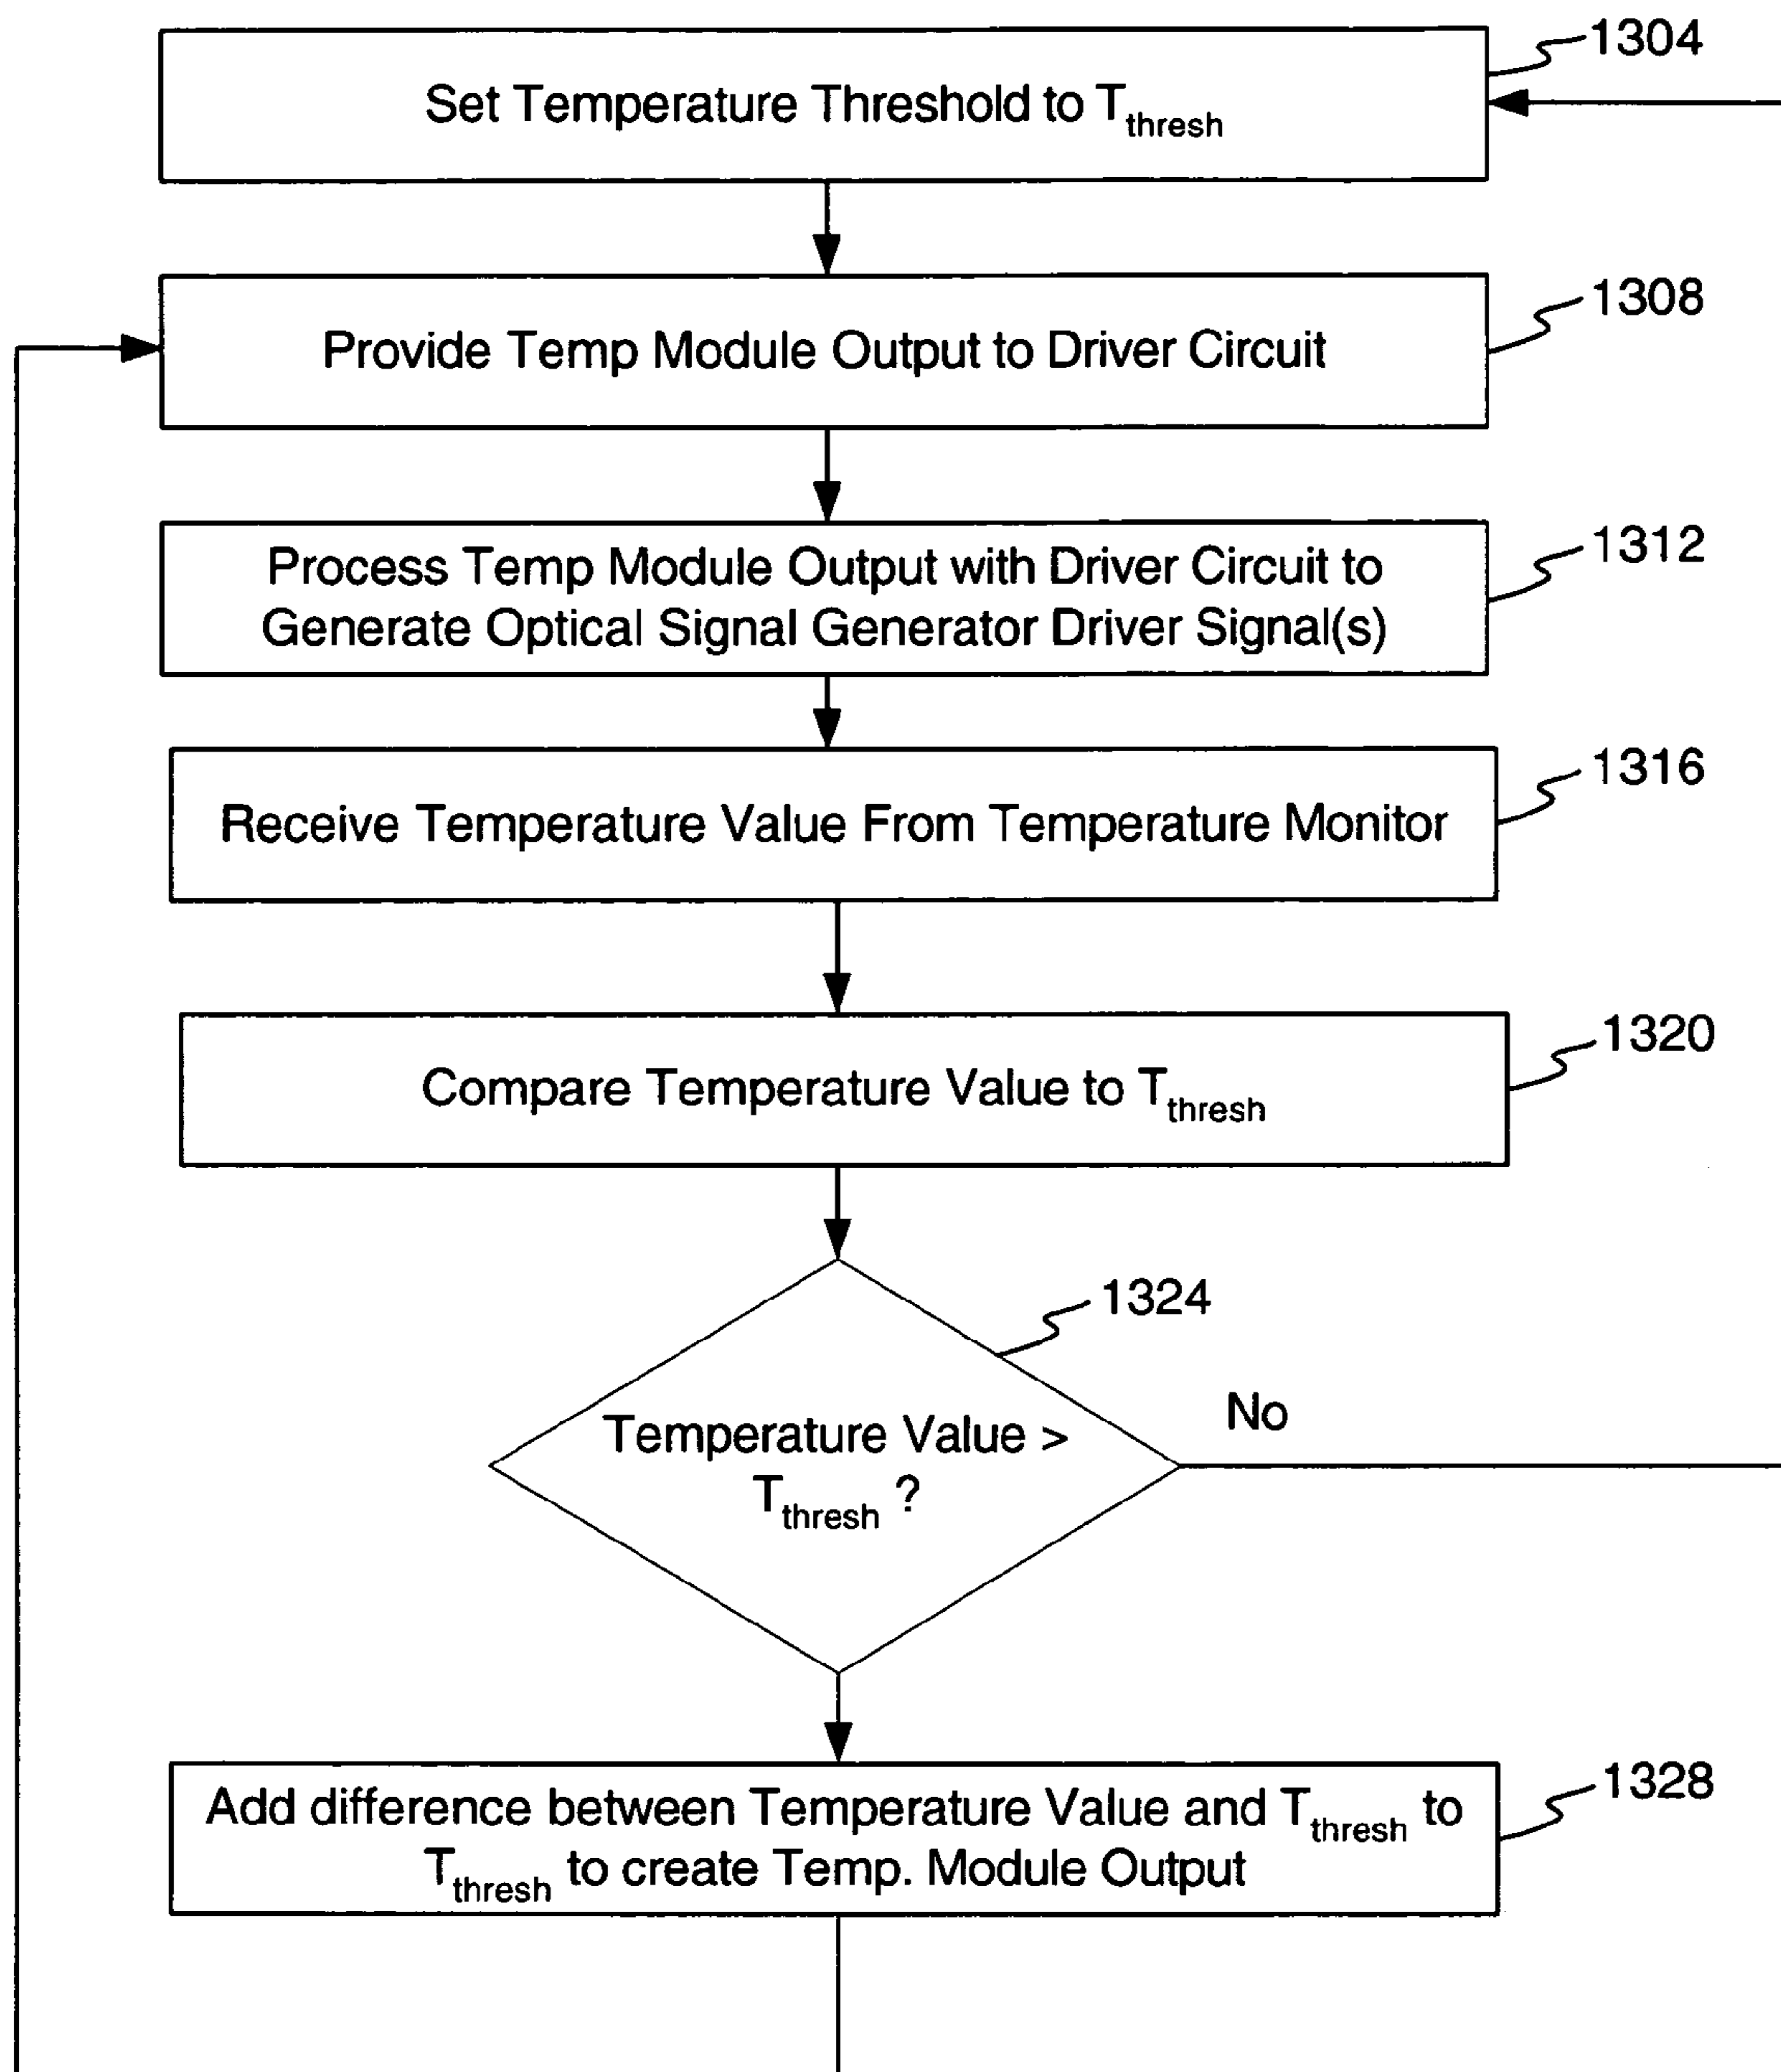 1304
Set Temperature Threshold to Tthresh
1308
Provide Temp Module Output to Driver Circuit
1312
Process Temp Module Output with Driver Circuit to
Generate Optical Signal Generator Driver Signal(s)
1316
Receive Temperature Value From Temperature Monitor
1320
Compare Temperature Value to Tthresh
1324
No
Temperature Value >
Tthresh ?
1328
Add difference between Temperature Value and Tthresh to
Tthresh to create Temp. Module Output